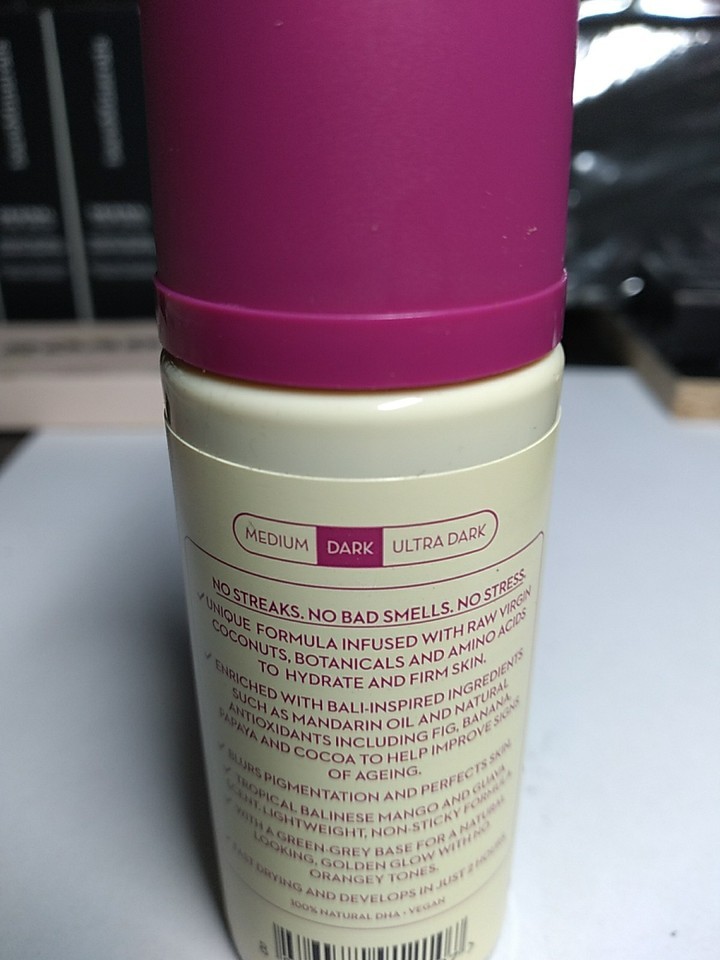 MEDIUM DARK ULTRA DARK
NO STREAKS. NO BAD SMELLS. NO STRESS.
✓ UNIQUE FORMULA INFUSED WITH RAW VIRGIN
COCONUTS, BOTANICALS AND AMINO ACIDS
TO HYDRATE AND FIRM SKIN.
✓ ENRICHED WITH BALI-INSPIRED INGREDIENTS
SUCH AS MANDARIN OIL AND NATURAL
ANTIOXIDANTS INCLUDING FIG, BANANA,
PAPAYA AND COCOA TO HELP IMPROVE SIGNS
OF AGEING.
✓ BLURS PIGMENTATION AND PERFECTS SKIN.
✓ TROPICAL BALINESE MANGO AND GUAVA
SCENT. LIGHTWEIGHT, NON-STICKY FORMULA
✓ WITH A GREEN-GREY BASE FOR A NATURAL
LOOKING, GOLDEN GLOW WITH NO
ORANGEY TONES.
✓ FAST DRYING AND DEVELOPS IN JUST 2 HOURS
100% NATURAL DHA - VEGAN